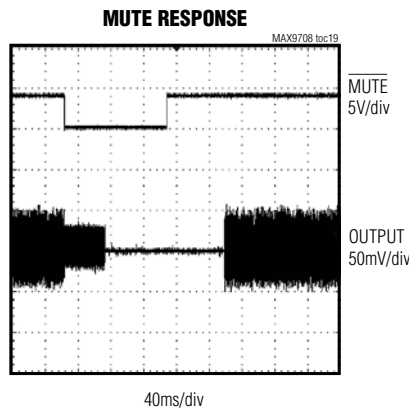 MUTE RESPONSE
MAX9708 toc19
MUTE
5V/div
OUTPUT
50mV/div
40ms/div